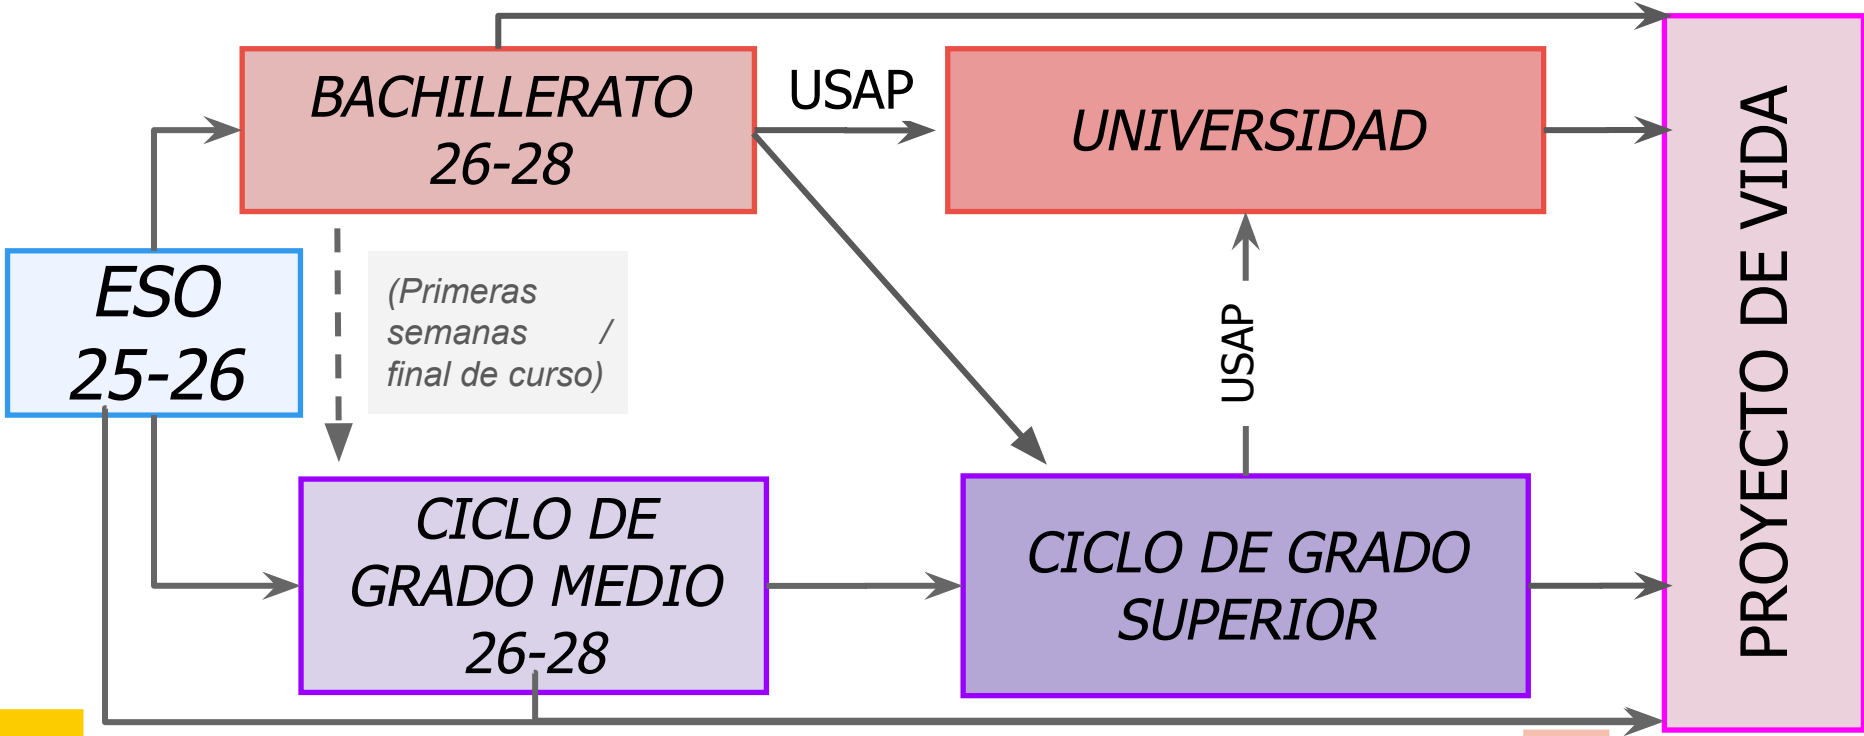 BACHILLERATO
26-28
USAP
UNIVERSIDAD
ESO
25-26
(Primeras
semanas /
final de curso)
USAP
CICLO DE
GRADO MEDIO
26-28
CICLO DE GRADO
SUPERIOR
PROYECTO DE VIDA